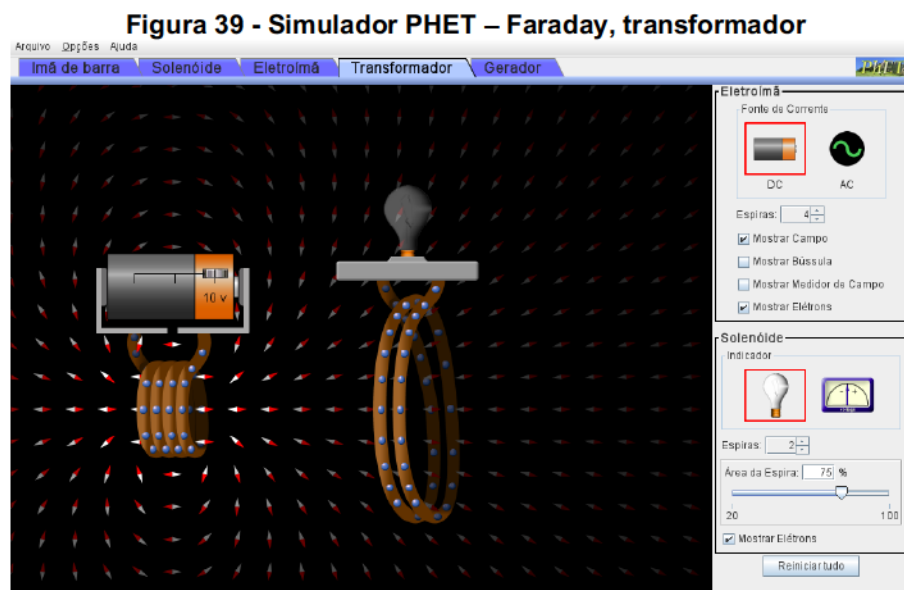 Figura 39 - Simulador PHET – Faraday, transformador
Arquivo Opções Ajuda
Imã de barra Solenóide EletroImã Transformador Gerador
PhET
EletroImã
Fonte de Corrente
DC AC
Espiras: 4
Mostrar Campo
Mostrar Bússula
Mostrar Medidor de Campo
Mostrar Elétrons
10 v
Solenóide
Indicador
Espiras: 2
Área da Espira: 75 %
20 100
Mostrar Elétrons
Reiniciar tudo